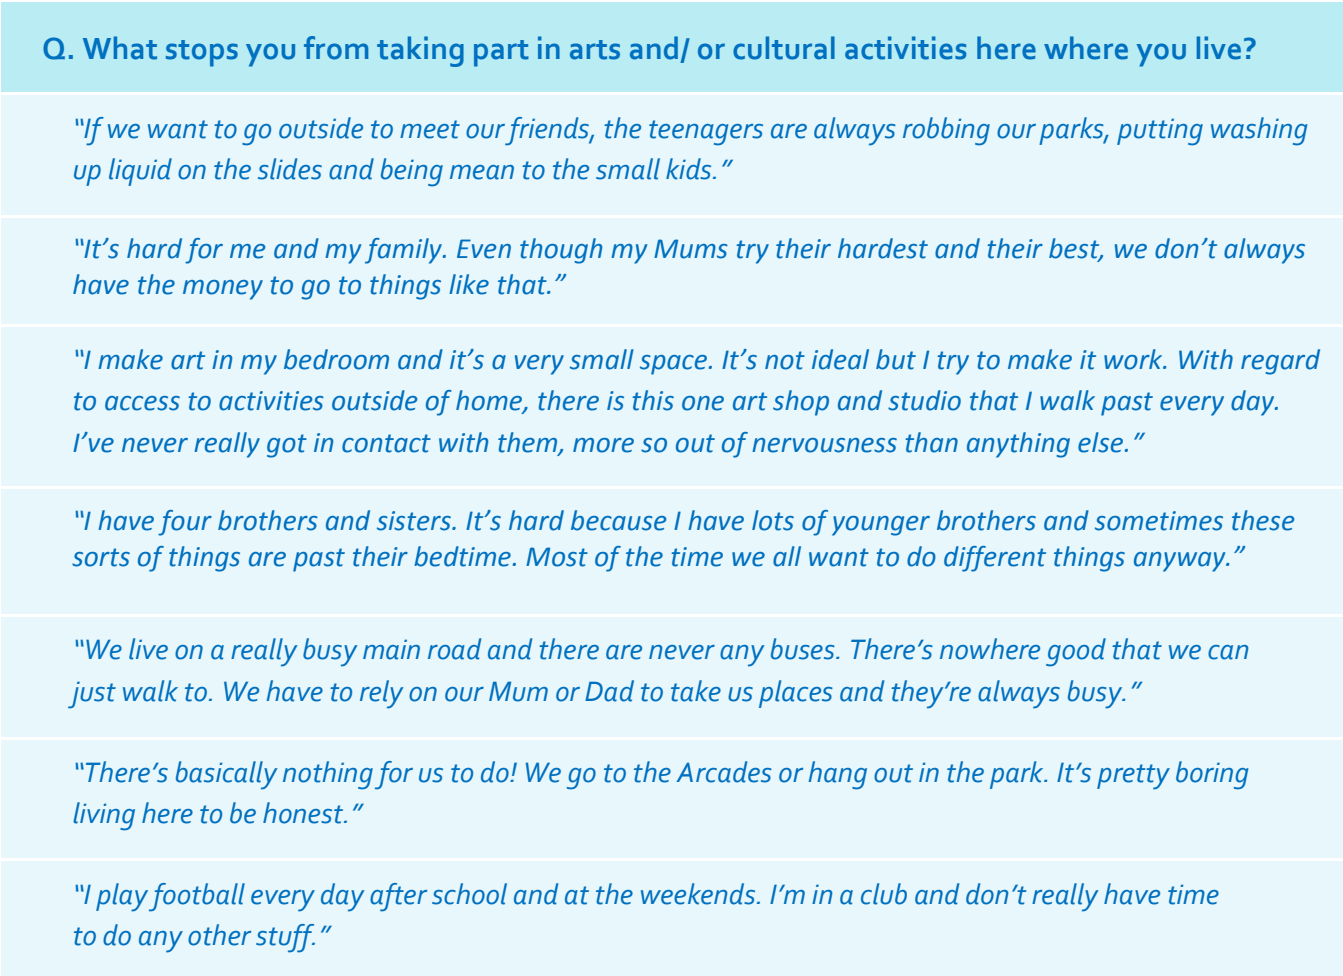 Q. What stops you from taking part in arts and/ or cultural activities here where you live?
“If we want to go outside to meet our friends, the teenagers are always robbing our parks, putting washing
up liquid on the slides and being mean to the small kids.”
“It’s hard for me and my family. Even though my Mums try their hardest and their best, we don’t always
have the money to go to things like that.”
“I make art in my bedroom and it’s a very small space. It’s not ideal but I try to make it work. With regard
to access to activities outside of home, there is this one art shop and studio that I walk past every day.
I’ve never really got in contact with them, more so out of nervousness than anything else.”
“I have four brothers and sisters. It’s hard because I have lots of younger brothers and sometimes these
sorts of things are past their bedtime. Most of the time we all want to do different things anyway.”
“We live on a really busy main road and there are never any buses. There’s nowhere good that we can
just walk to. We have to rely on our Mum or Dad to take us places and they’re always busy.”
“There’s basically nothing for us to do! We go to the Arcades or hang out in the park. It’s pretty boring
living here to be honest.”
“I play football every day after school and at the weekends. I’m in a club and don’t really have time
to do any other stuff.”